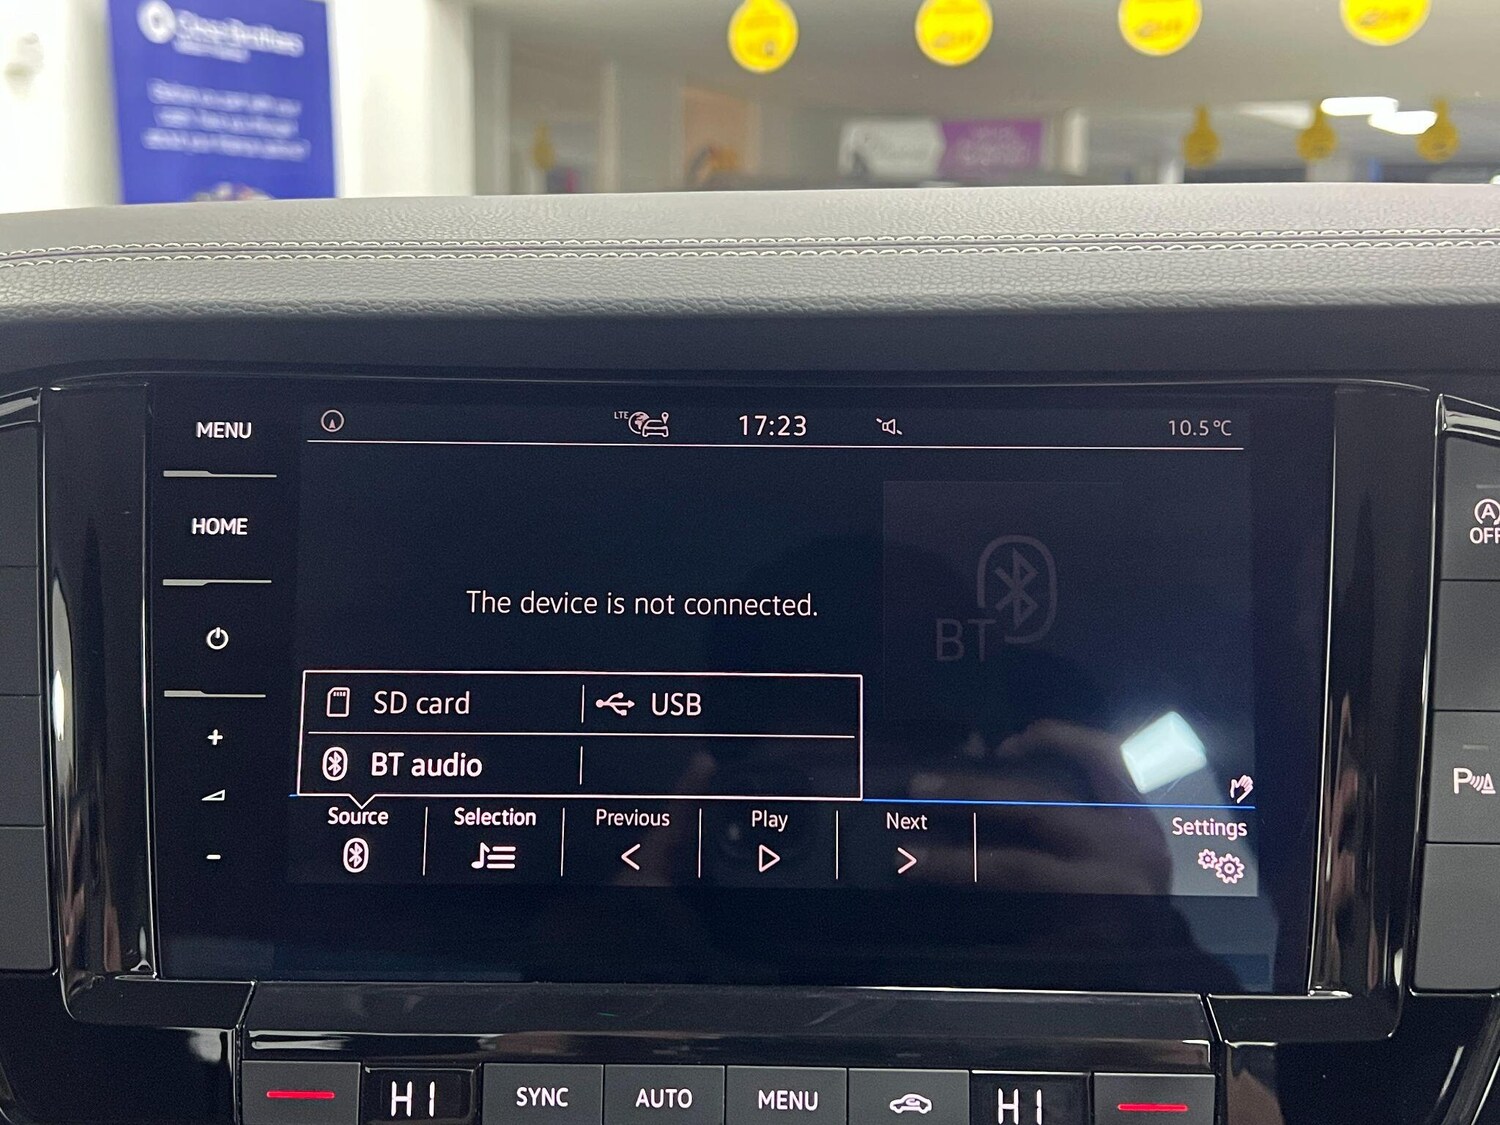 MENU
HOME
LTE
17:23
10.5°C
The device is not connected.
BT
SD card
USB
BT audio
Source
Selection
Previous
Play
Next
Settings
A
OFF
P
HI
SYNC
AUTO
MENU
HI